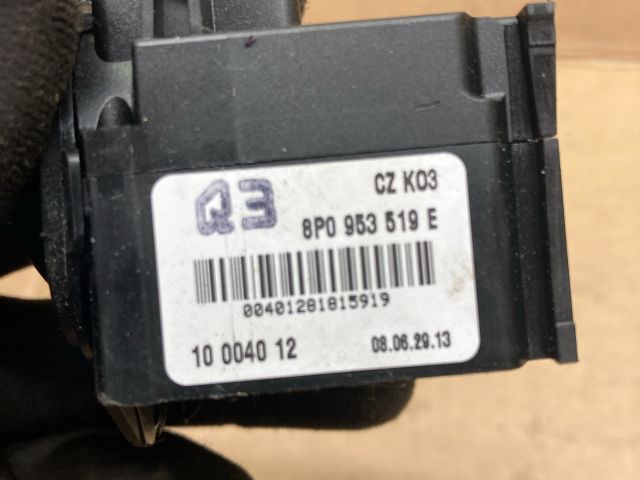 Q3
CZ K03
8P0 953 519 E
00401281815919
10 0040 12
08.06.29.13